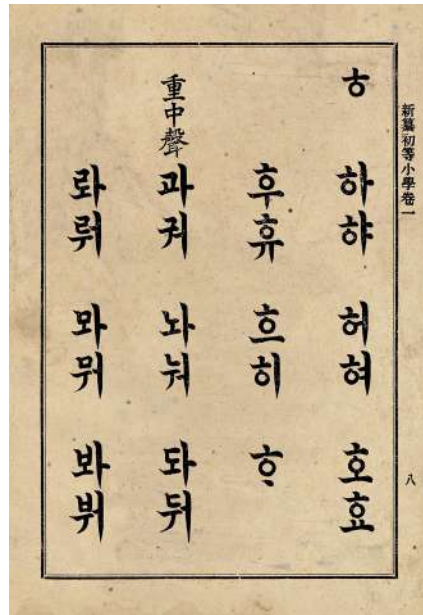 新纂初等小學卷一
八
ㅎ 하햐 허혀 호효
후휴 흐히 ᄒᆞ
重中聲 과궈 놔눠 돠둬
롸뤄 뫄뭐 봐붜